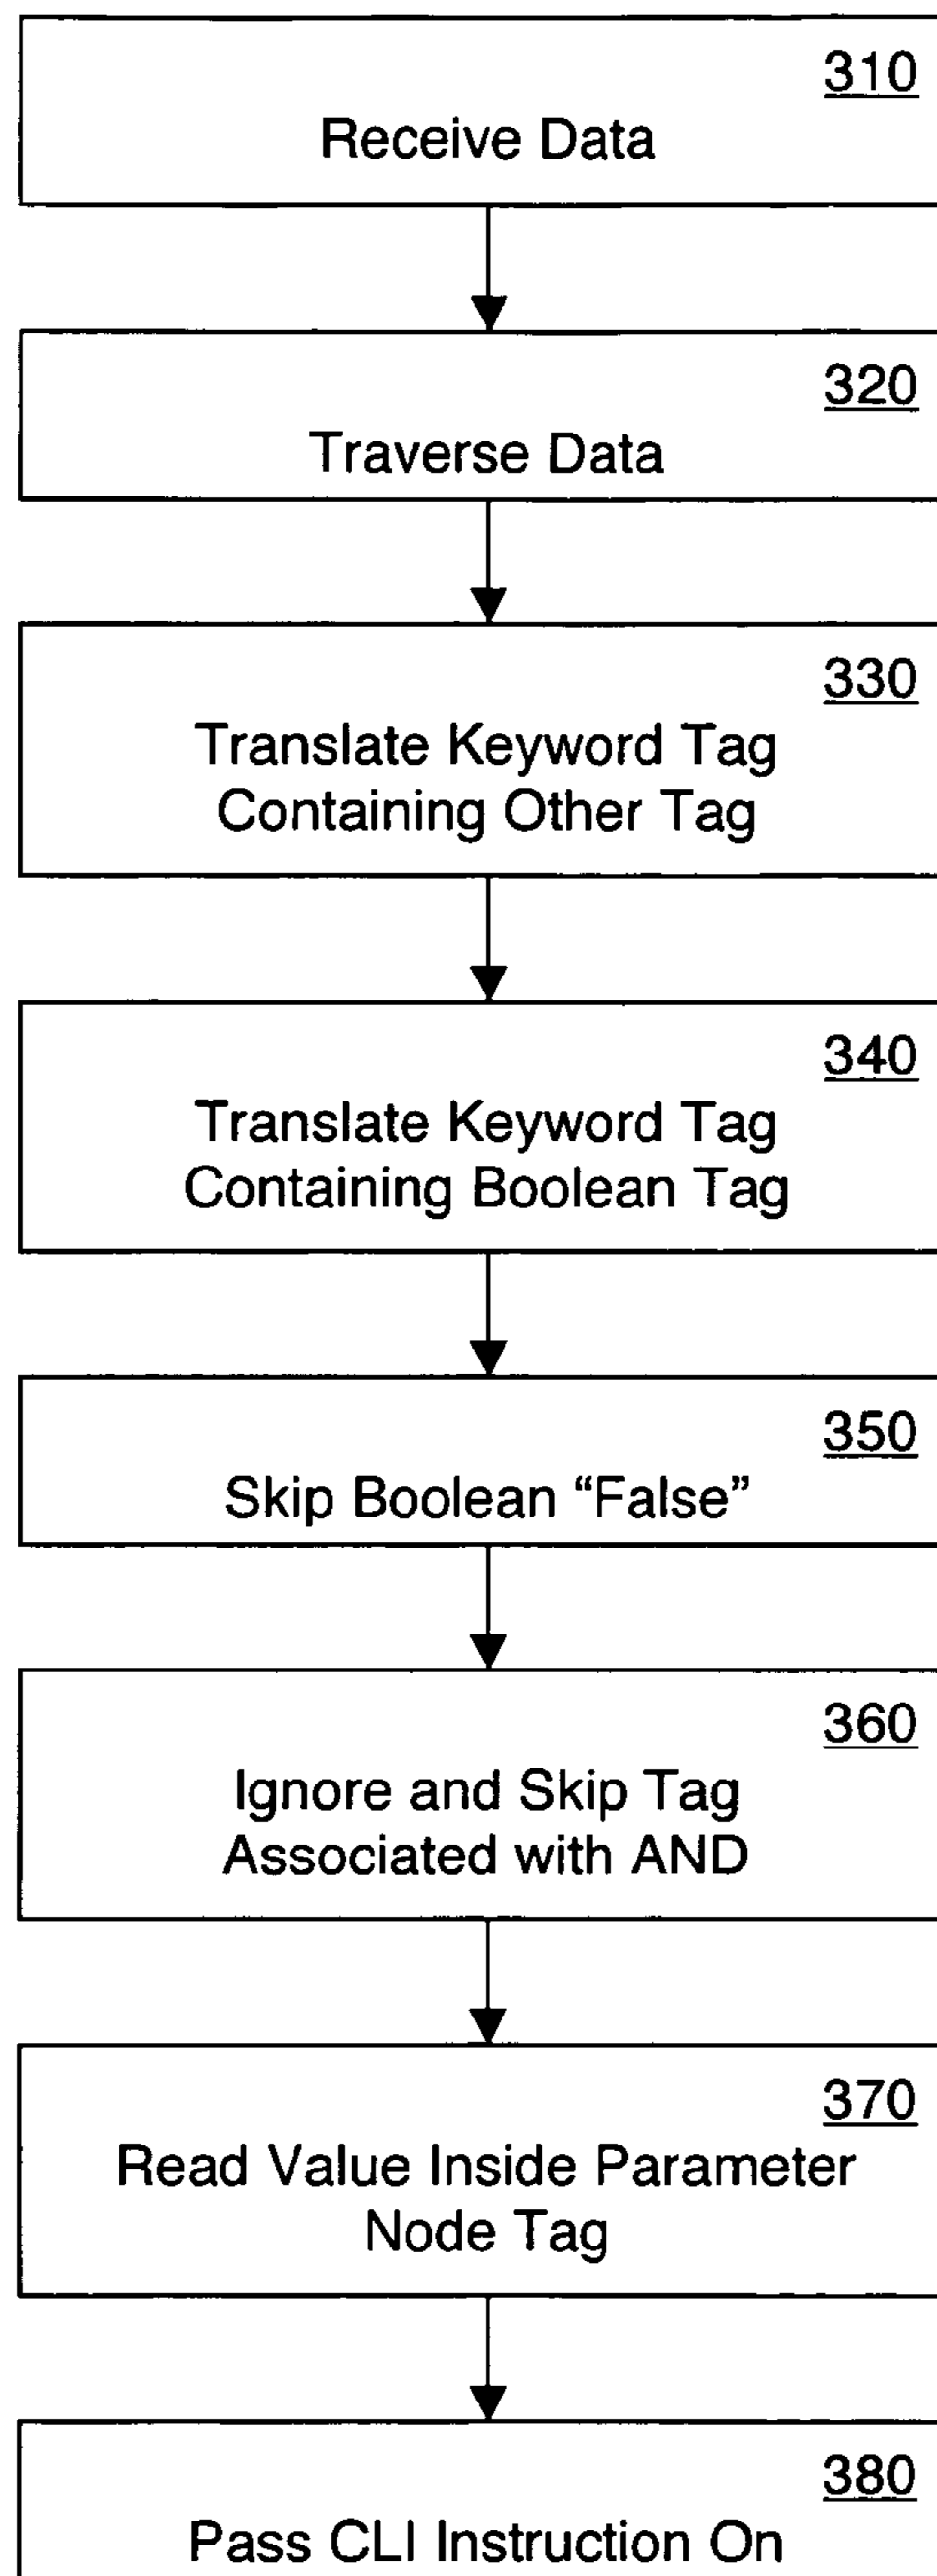 310
Receive Data
320
Traverse Data
330
Translate Keyword Tag
Containing Other Tag
340
Translate Keyword Tag
Containing Boolean Tag
350
Skip Boolean “False”
360
Ignore and Skip Tag
Associated with AND
370
Read Value Inside Parameter
Node Tag
380
Pass CLI Instruction On